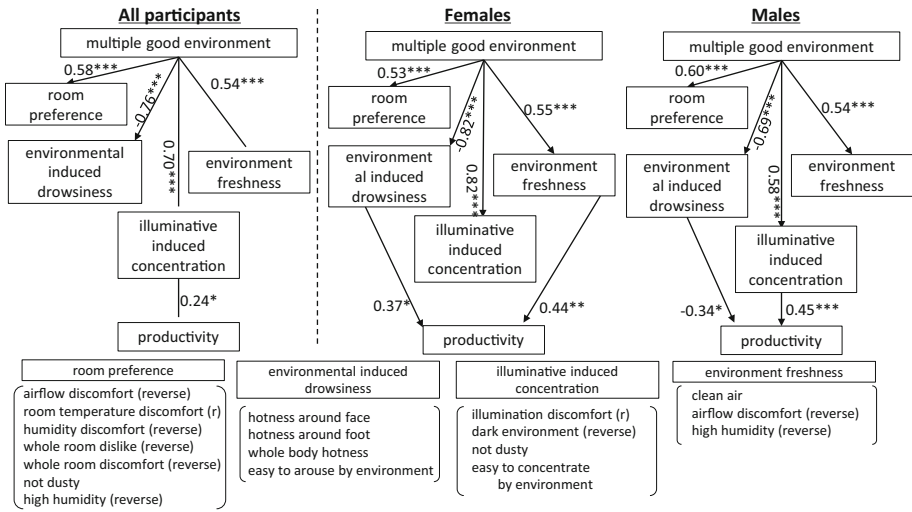 All participants
multiple good environment
0.58***
-0.76***
0.54***
room
preference
0.70***
environmental
induced
drowsiness
environment
freshness
illuminative
induced
concentration
0.24*
productivity
Females
multiple good environment
0.53***
-0.82***
0.55***
room
preference
0.82***
environment
al induced
drowsiness
environment
freshness
illuminative
induced
concentration
0.37*
0.44**
productivity
Males
multiple good environment
0.60***
-0.69***
0.54***
room
preference
0.58***
environment
al induced
drowsiness
environment
freshness
illuminative
induced
concentration
-0.34*
0.45***
productivity
room preference
airflow discomfort (reverse)
room temperature discomfort (r)
humidity discomfort (reverse)
whole room dislike (reverse)
whole room discomfort (reverse)
not dusty
high humidity (reverse)
environmental induced
drowsiness
hotness around face
hotness around foot
whole body hotness
easy to arouse by environment
illuminative induced
concentration
illumination discomfort (r)
dark environment (reverse)
not dusty
easy to concentrate
by environment
environment freshness
clean air
airflow discomfort (reverse)
high humidity (reverse)